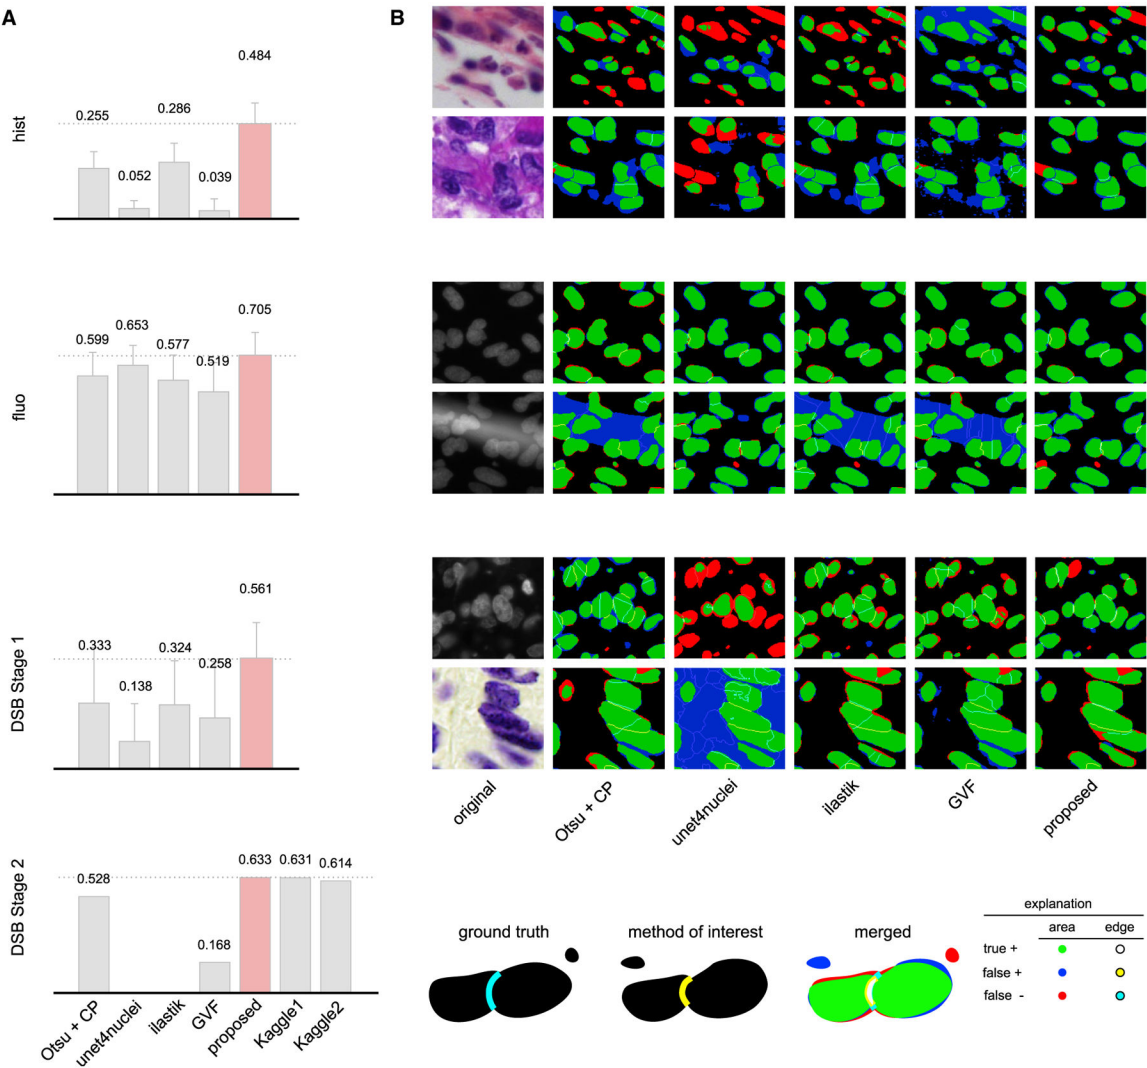 A
hist
0.255
0.052
0.286
0.039
0.484
fluo
0.599
0.653
0.577
0.519
0.705
DSB Stage 1
0.333
0.138
0.324
0.258
0.561
DSB Stage 2
0.528
0.168
0.633
0.631
0.614
Otsu + CP
unet4nuclei
ilastik
GVF
proposed
Kaggle1
Kaggle2
B
original
Otsu + CP
unet4nuclei
ilastik
GVF
proposed
ground truth
method of interest
merged
explanation
area edge
true +
false +
false -